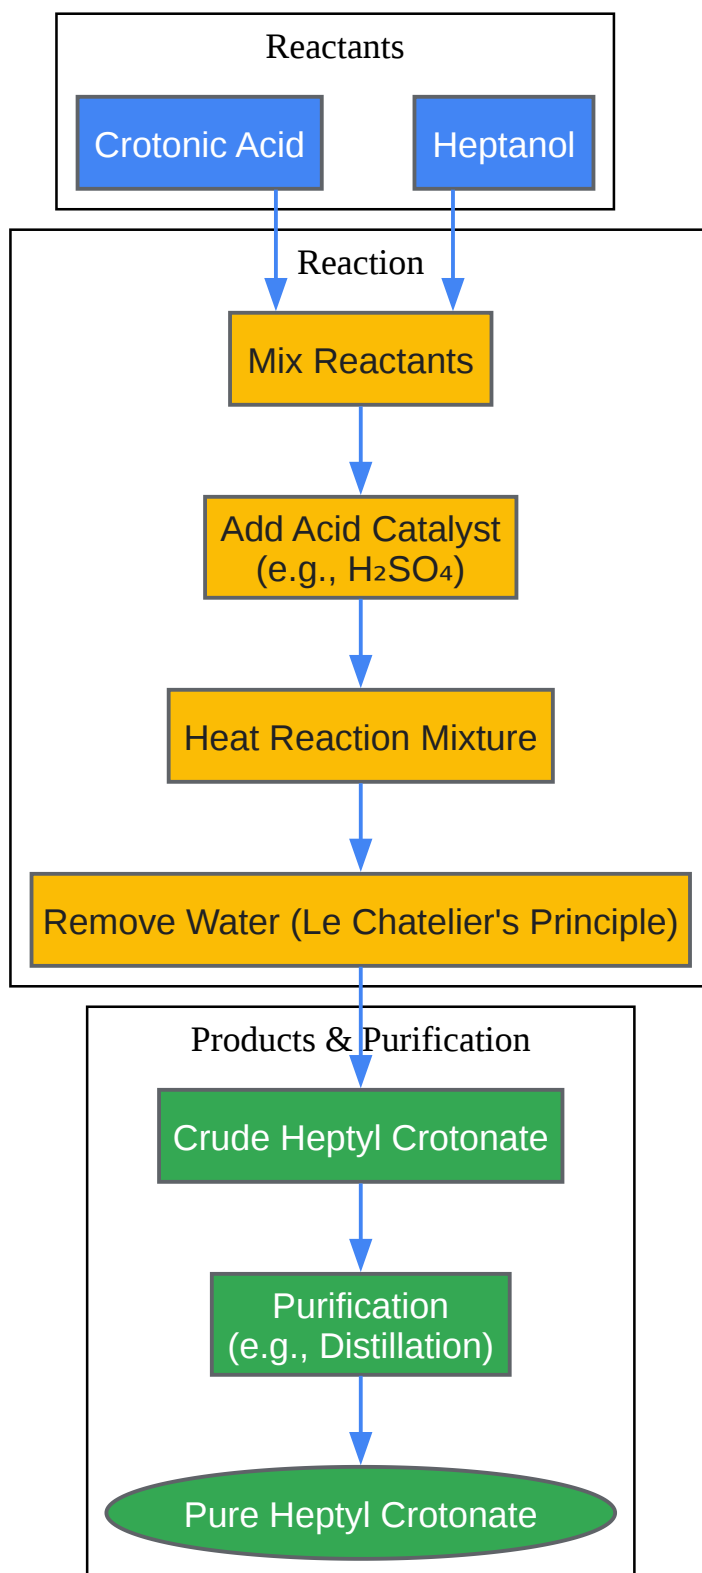 Reactants
Crotonic Acid
Heptanol
Reaction
Mix Reactants
Add Acid Catalyst
(e.g., H₂SO₄)
Heat Reaction Mixture
Remove Water (Le Chatelier's Principle)
Products & Purification
Crude Heptyl Crotonate
Purification
(e.g., Distillation)
Pure Heptyl Crotonate